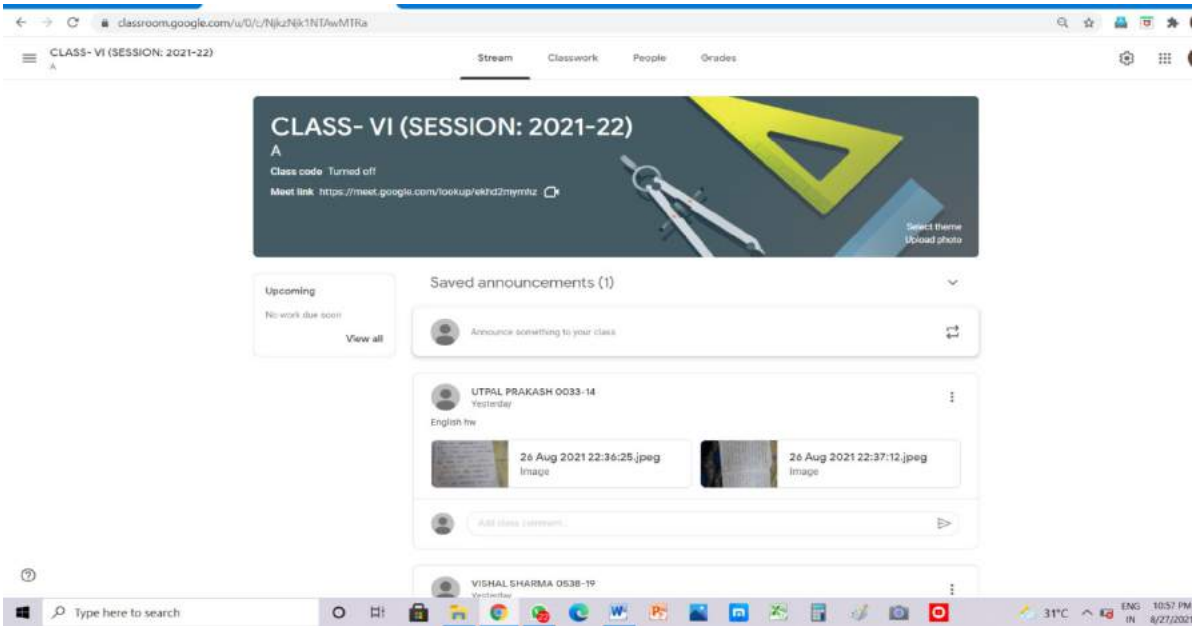 classroom.google.com/u/0/c/NjkzNjk1NTAwMTRa
CLASS- VI (SESSION: 2021-22)
A
Stream Classwork People Grades
CLASS- VI (SESSION: 2021-22)
A
Class code Turned off
Meet link https://meet.google.com/lookup/ekhd2mymhz
Select theme
Upload photo
Upcoming
No work due soon
View all
Saved announcements (1)
Announce something to your class
UTPAL PRAKASH 0033-14
Yesterday
English hw
26 Aug 2021 22:36:25.jpeg
Image
26 Aug 2021 22:37:12.jpeg
Image
Add class comment...
VISHAL SHARMA 0538-19
Yesterday
Type here to search
31°C
ENG
IN
10:57 PM
8/27/2021